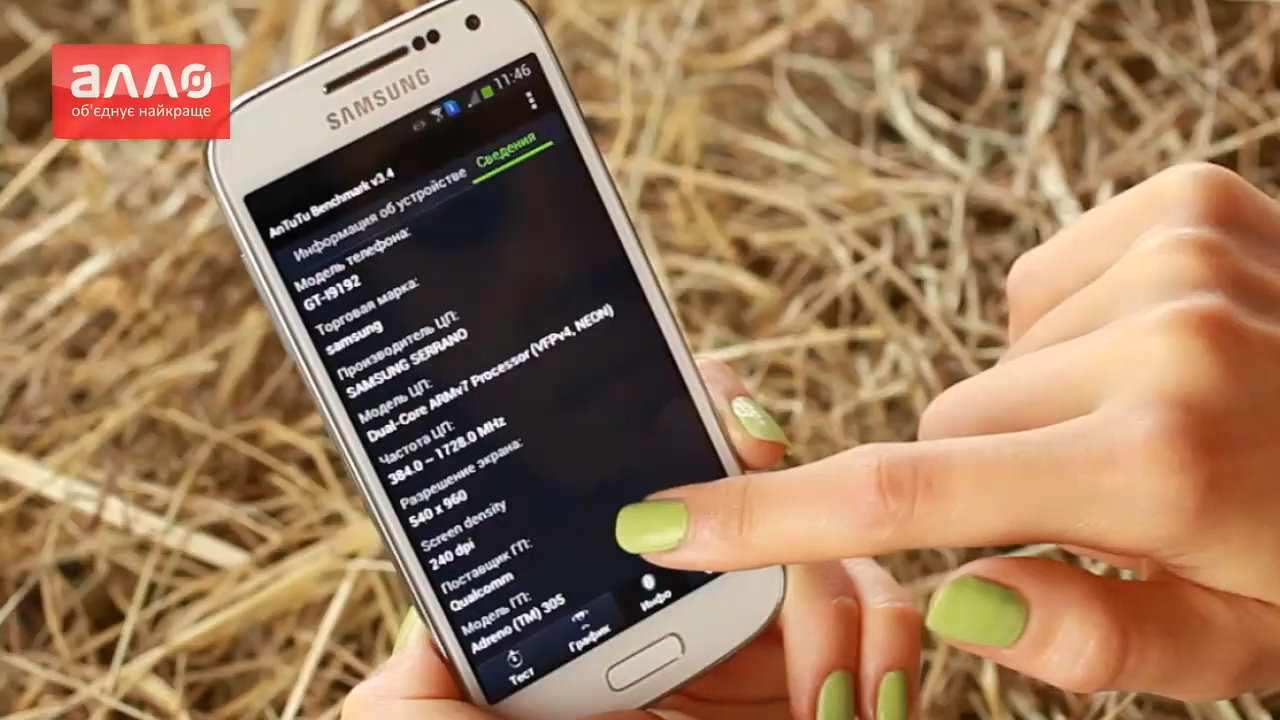 алло
об'єднує найкраще
SAMSUNG
11:46
AnTuTu Benchmark v3.4
Информация об устройстве
Сведения
Модель телефона:
GT-I9192
Торговая марка:
samsung
Производитель ЦП:
SAMSUNG SERRANO
Модель ЦП:
Dual-Core ARMv7 Processor (VFPv4, NEON)
Частота ЦП:
384.0 ~ 1728.0 MHz
Разрешение экрана:
540 x 960
Screen density
240 dpi
Поставщик ГП:
Qualcomm
Модель ГП:
Adreno (TM) 305
Тест
График
Инфо